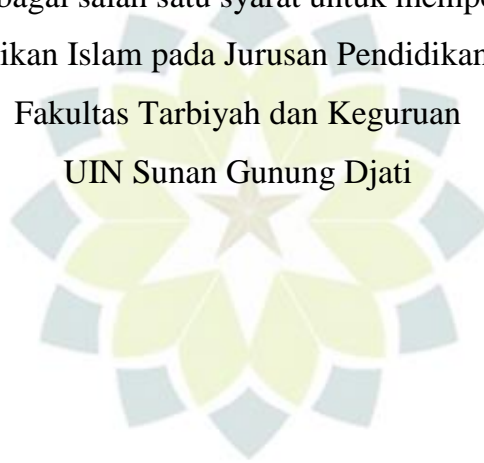 bagai salah satu syarat untuk mempe
ikan Islam pada Jurusan Pendidikan
Fakultas Tarbiyah dan Keguruan
UIN Sunan Gunung Djati